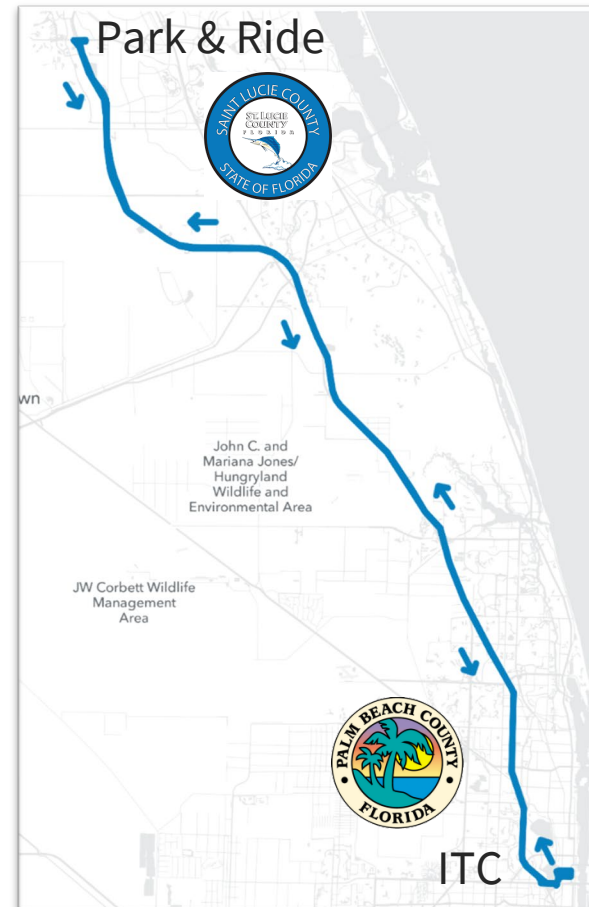 Park & Ride
SAINT LUCIE COUNTY
ST. LUCIE
COUNTY
FLORIDA
STATE OF FLORIDA
wn
John C. and
Mariana Jones/
Hungryland
Wildlife and
Environmental Area
JW Corbett Wildlife
Management
Area
PALM BEACH COUNTY
FLORIDA
ITC